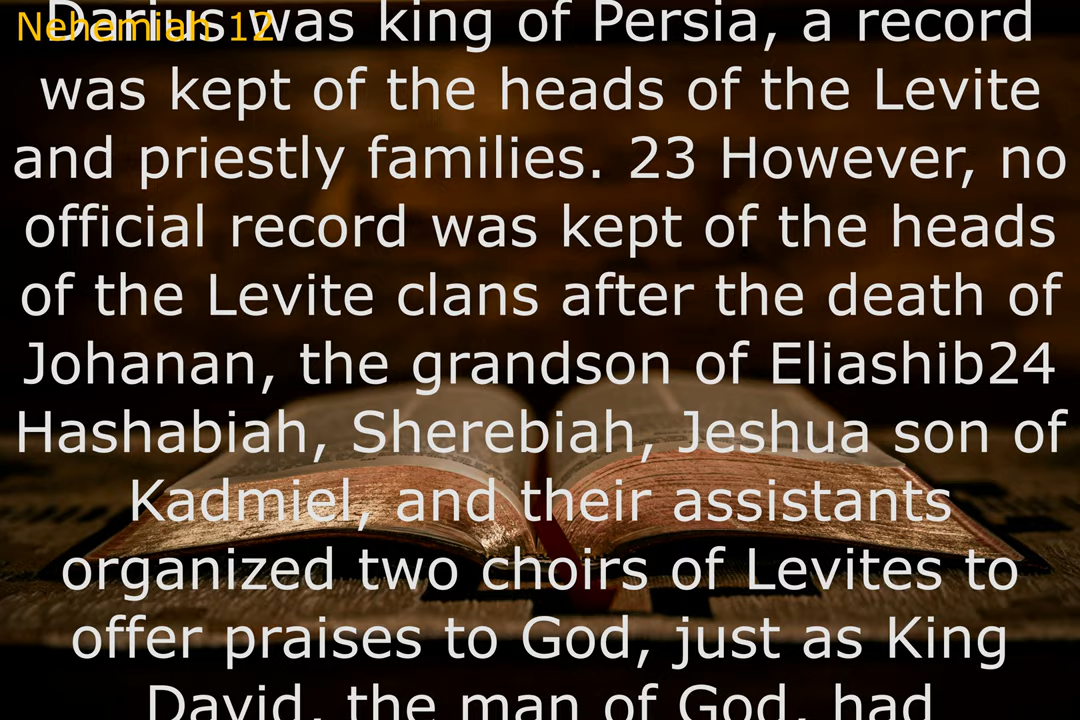 Nehemiah 12
Darius was king of Persia, a record
was kept of the heads of the Levite
and priestly families. 23 However, no
official record was kept of the heads
of the Levite clans after the death of
Johanan, the grandson of Eliashib24
Hashabiah, Sherebiah, Jeshua son of
Kadmiel, and their assistants
organized two choirs of Levites to
offer praises to God, just as King
David, the man of God, had